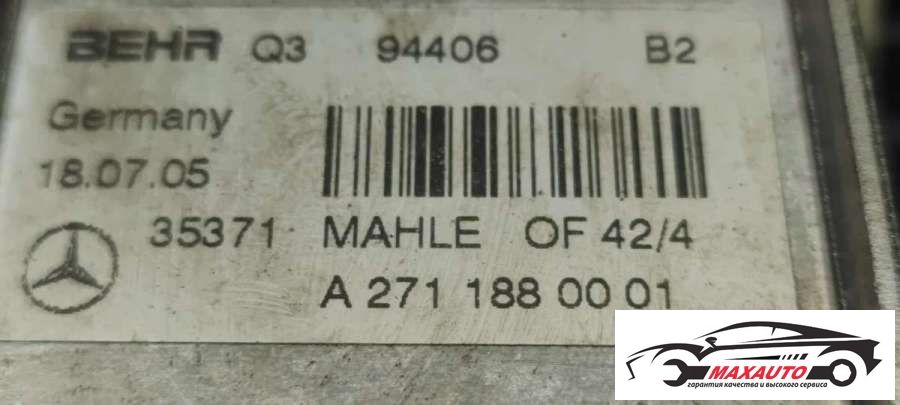 BEHR Q3 94406 B2
Germany
18.07.05
35371 MAHLE OF 42/4
A 271 188 00 01
MAXAUTO
гарантия качества и высокого сервиса